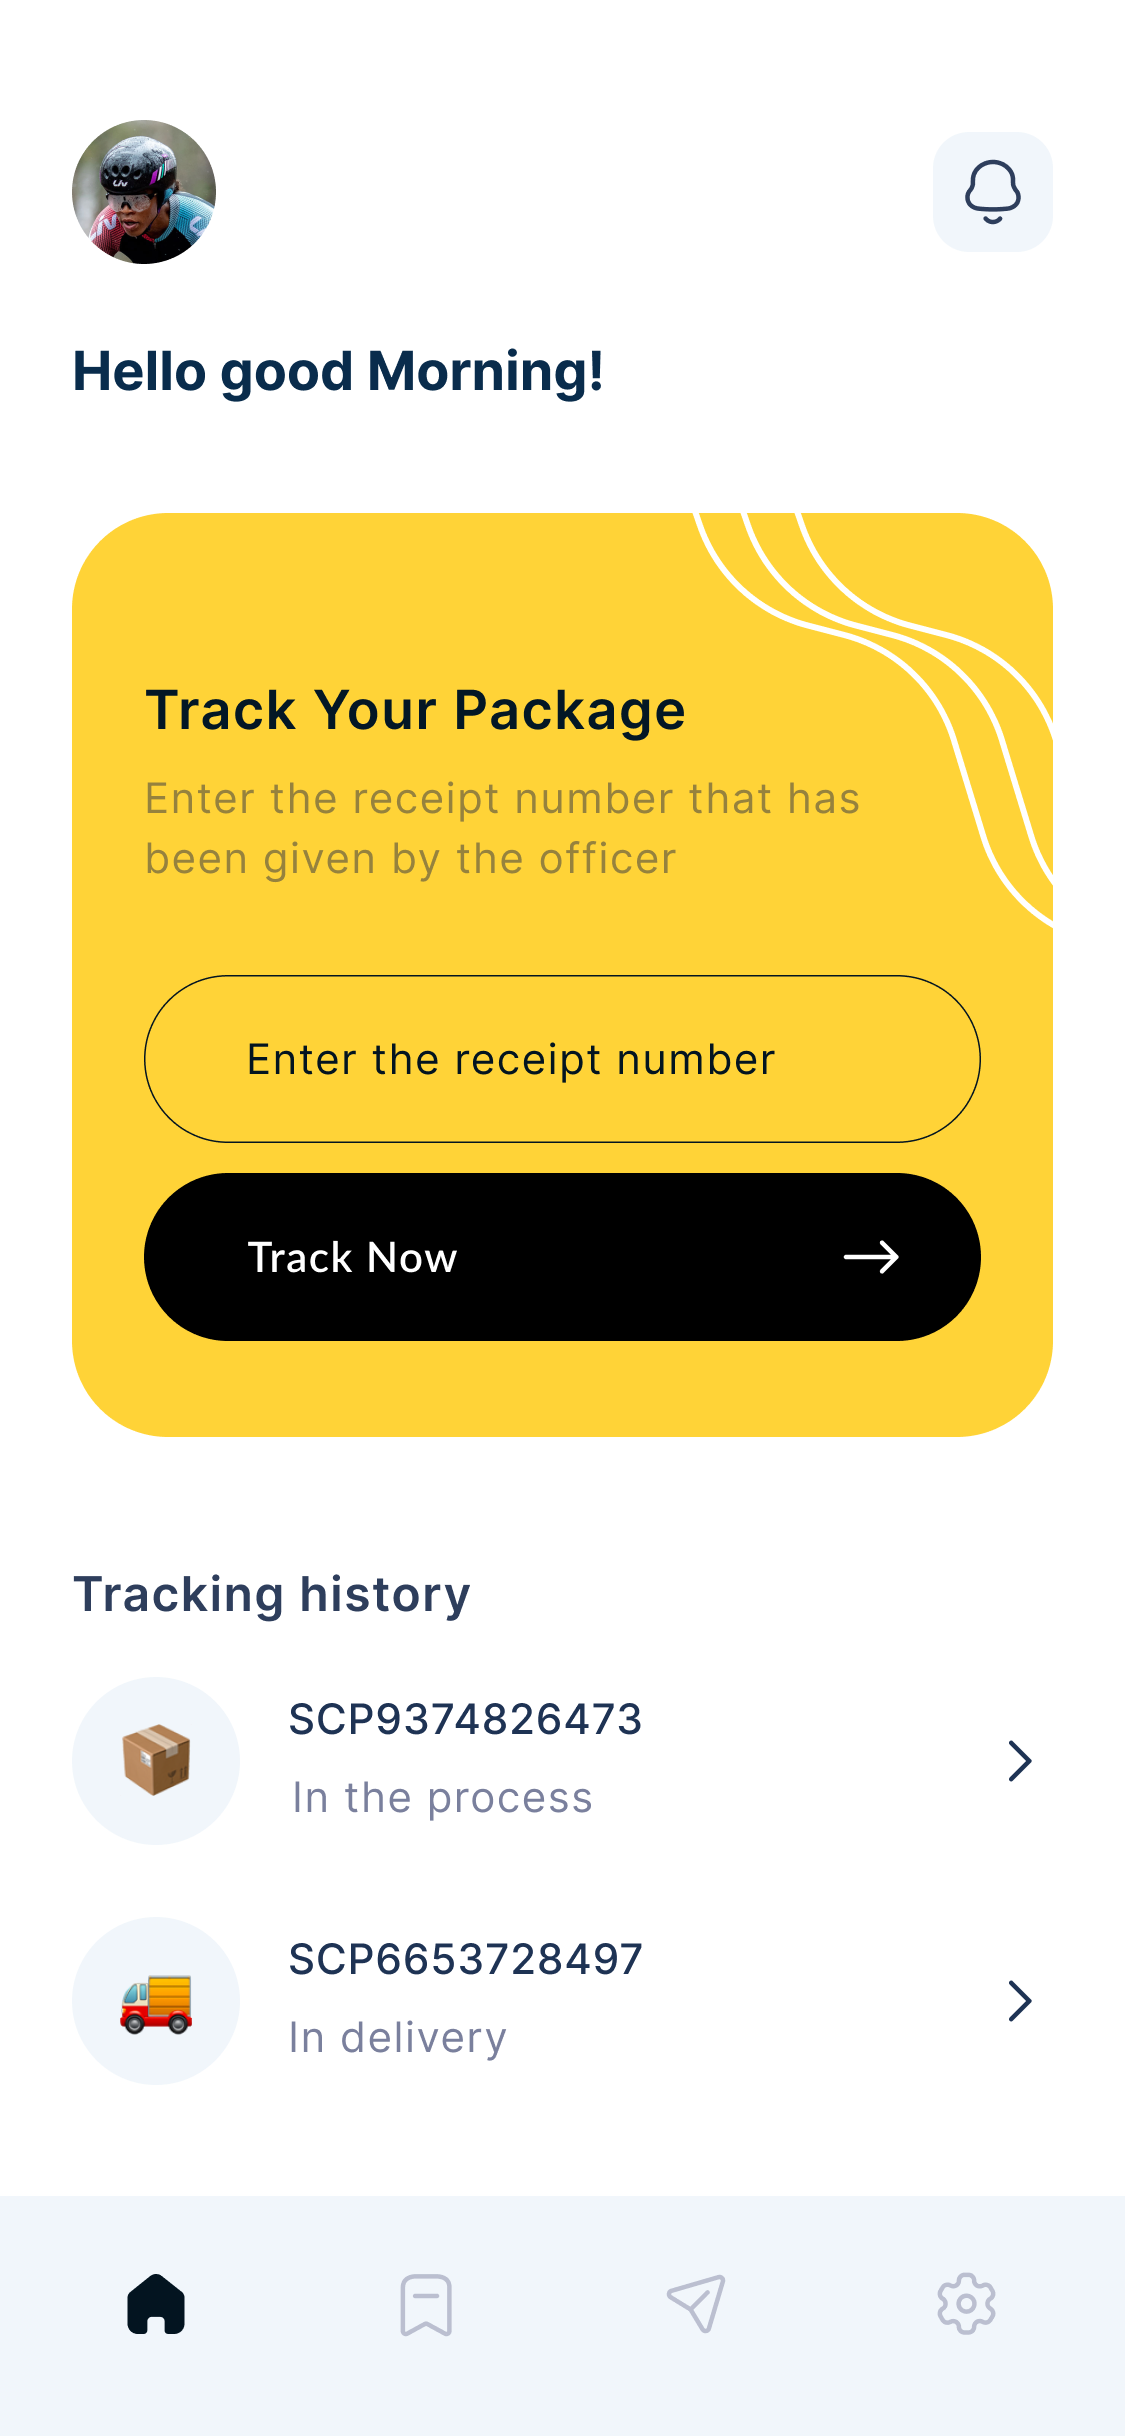 Liv
Hello good Morning!
Track Your Package
Enter the receipt number that has
been given by the officer
Enter the receipt number
Track Now
Tracking history
SCP9374826473
In the process
SCP6653728497
In delivery